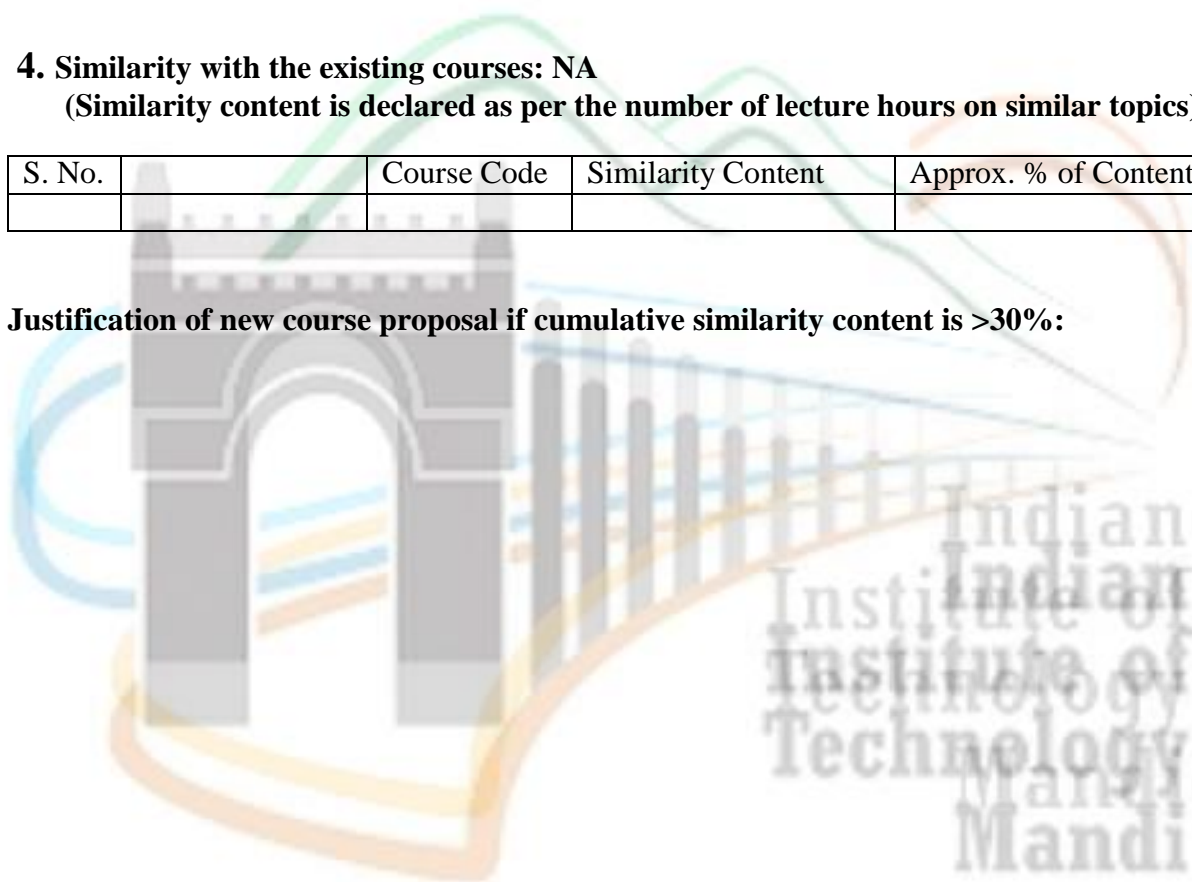 4. Similarity with the existing courses: NA
(Similarity content is declared as per the number of lecture hours on similar topics)
S. No. Course Code Similarity Content Approx. % of Content
Justification of new course proposal if cumulative similarity content is >30%:
Indian
Institute of
Technology
Mandi